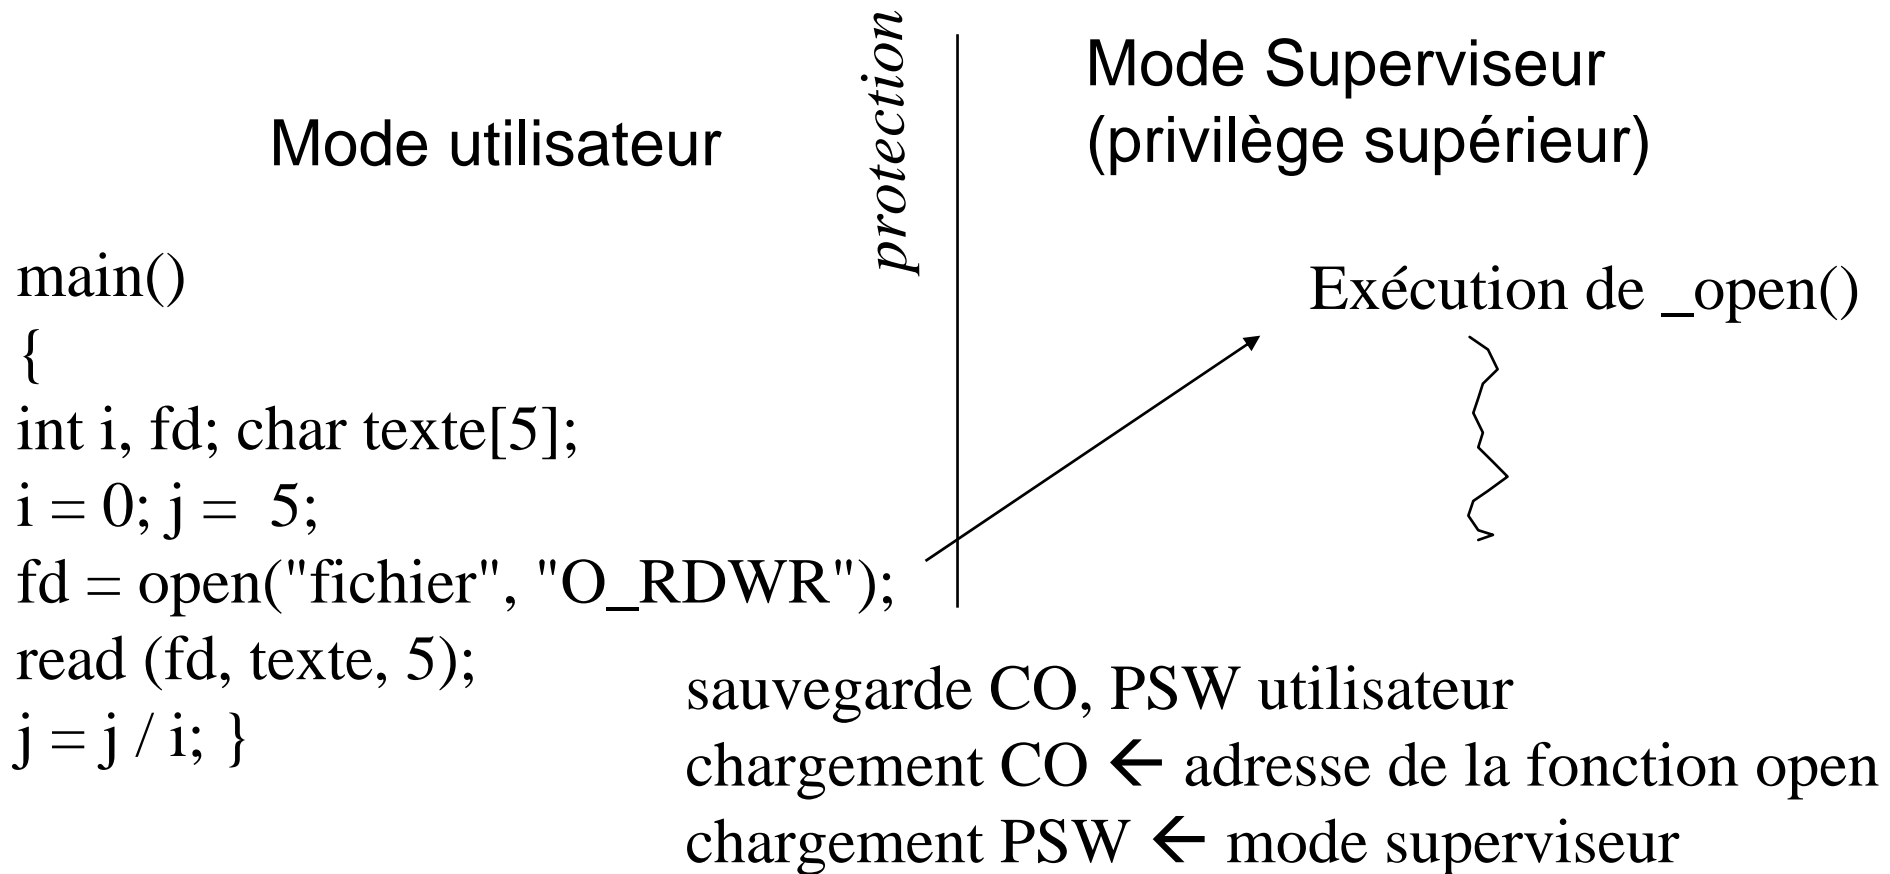 Mode utilisateur
protection
Mode Superviseur
(privilège supérieur)
main()
{
int i, fd; char texte[5];
i = 0; j =  5;
fd = open("fichier", "O_RDWR");
read (fd, texte, 5);
j = j / i; }
Exécution de _open()
sauvegarde CO, PSW utilisateur
chargement CO ← adresse de la fonction open
chargement PSW ← mode superviseur